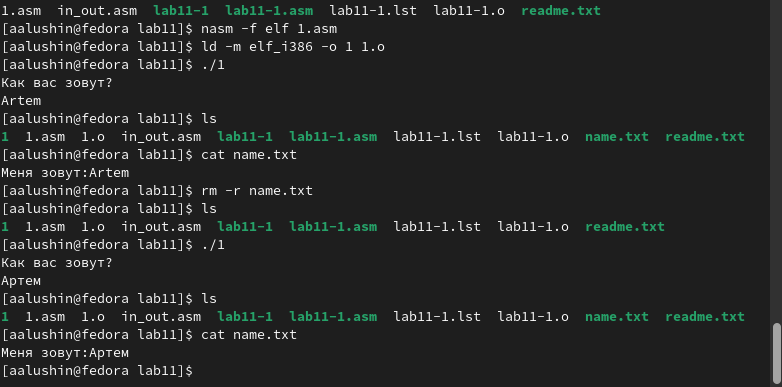 1.asm  in_out.asm  lab11-1  lab11-1.asm  lab11-1.lst  lab11-1.o  readme.txt
[aalushin@fedora lab11]$ nasm -f elf 1.asm
[aalushin@fedora lab11]$ ld -m elf_i386 -o 1 1.o
[aalushin@fedora lab11]$ ./1
Как вас зовут?
Artem
[aalushin@fedora lab11]$ ls
1  1.asm  1.o  in_out.asm  lab11-1  lab11-1.asm  lab11-1.lst  lab11-1.o  name.txt  readme.txt
[aalushin@fedora lab11]$ cat name.txt
Меня зовут:Artem
[aalushin@fedora lab11]$ rm -r name.txt
[aalushin@fedora lab11]$ ls
1  1.asm  1.o  in_out.asm  lab11-1  lab11-1.asm  lab11-1.lst  lab11-1.o  readme.txt
[aalushin@fedora lab11]$ ./1
Как вас зовут?
Артем
[aalushin@fedora lab11]$ ls
1  1.asm  1.o  in_out.asm  lab11-1  lab11-1.asm  lab11-1.lst  lab11-1.o  name.txt  readme.txt
[aalushin@fedora lab11]$ cat name.txt
Меня зовут:Артем
[aalushin@fedora lab11]$